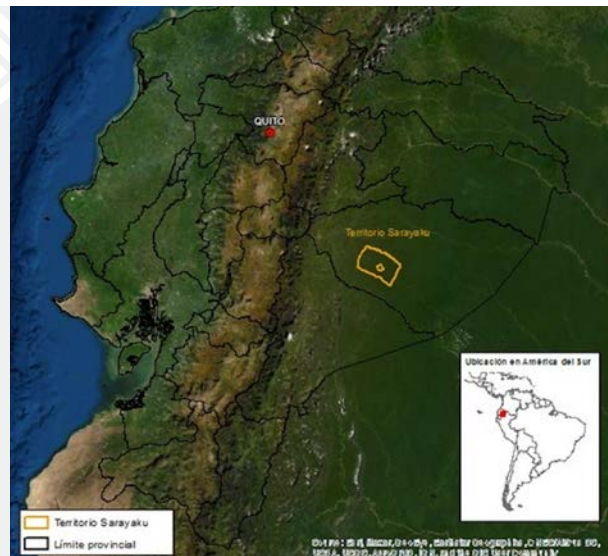 QUITO
Territorio Sarayaku
Ubicación en América del Sur
Territorio Sarayaku
Límite provincial